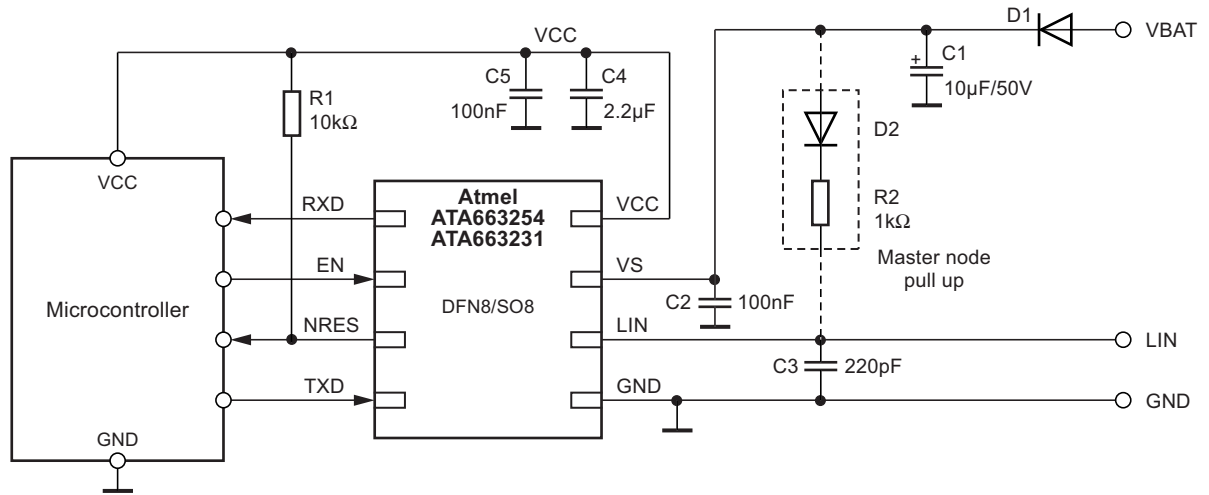 D1
VBAT
VCC
C5
100nF
C4
2.2µF
+
C1
10µF/50V
R1
10kΩ
D2
R2
1kΩ
Master node
pull up
VCC
RXD
EN
NRES
TXD
Microcontroller
GND
Atmel
ATA663254
ATA663231
DFN8/SO8
VCC
VS
LIN
GND
C2
100nF
C3
220pF
LIN
GND